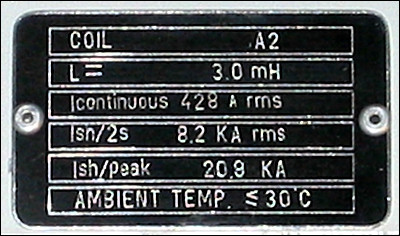 COIL A2
L= 3.0 mH
Icontinuous 428 A rms
Ish/2s 8.2 KA rms
Ish/peak 20.9 KA
AMBIENT TEMP. ≤30°C